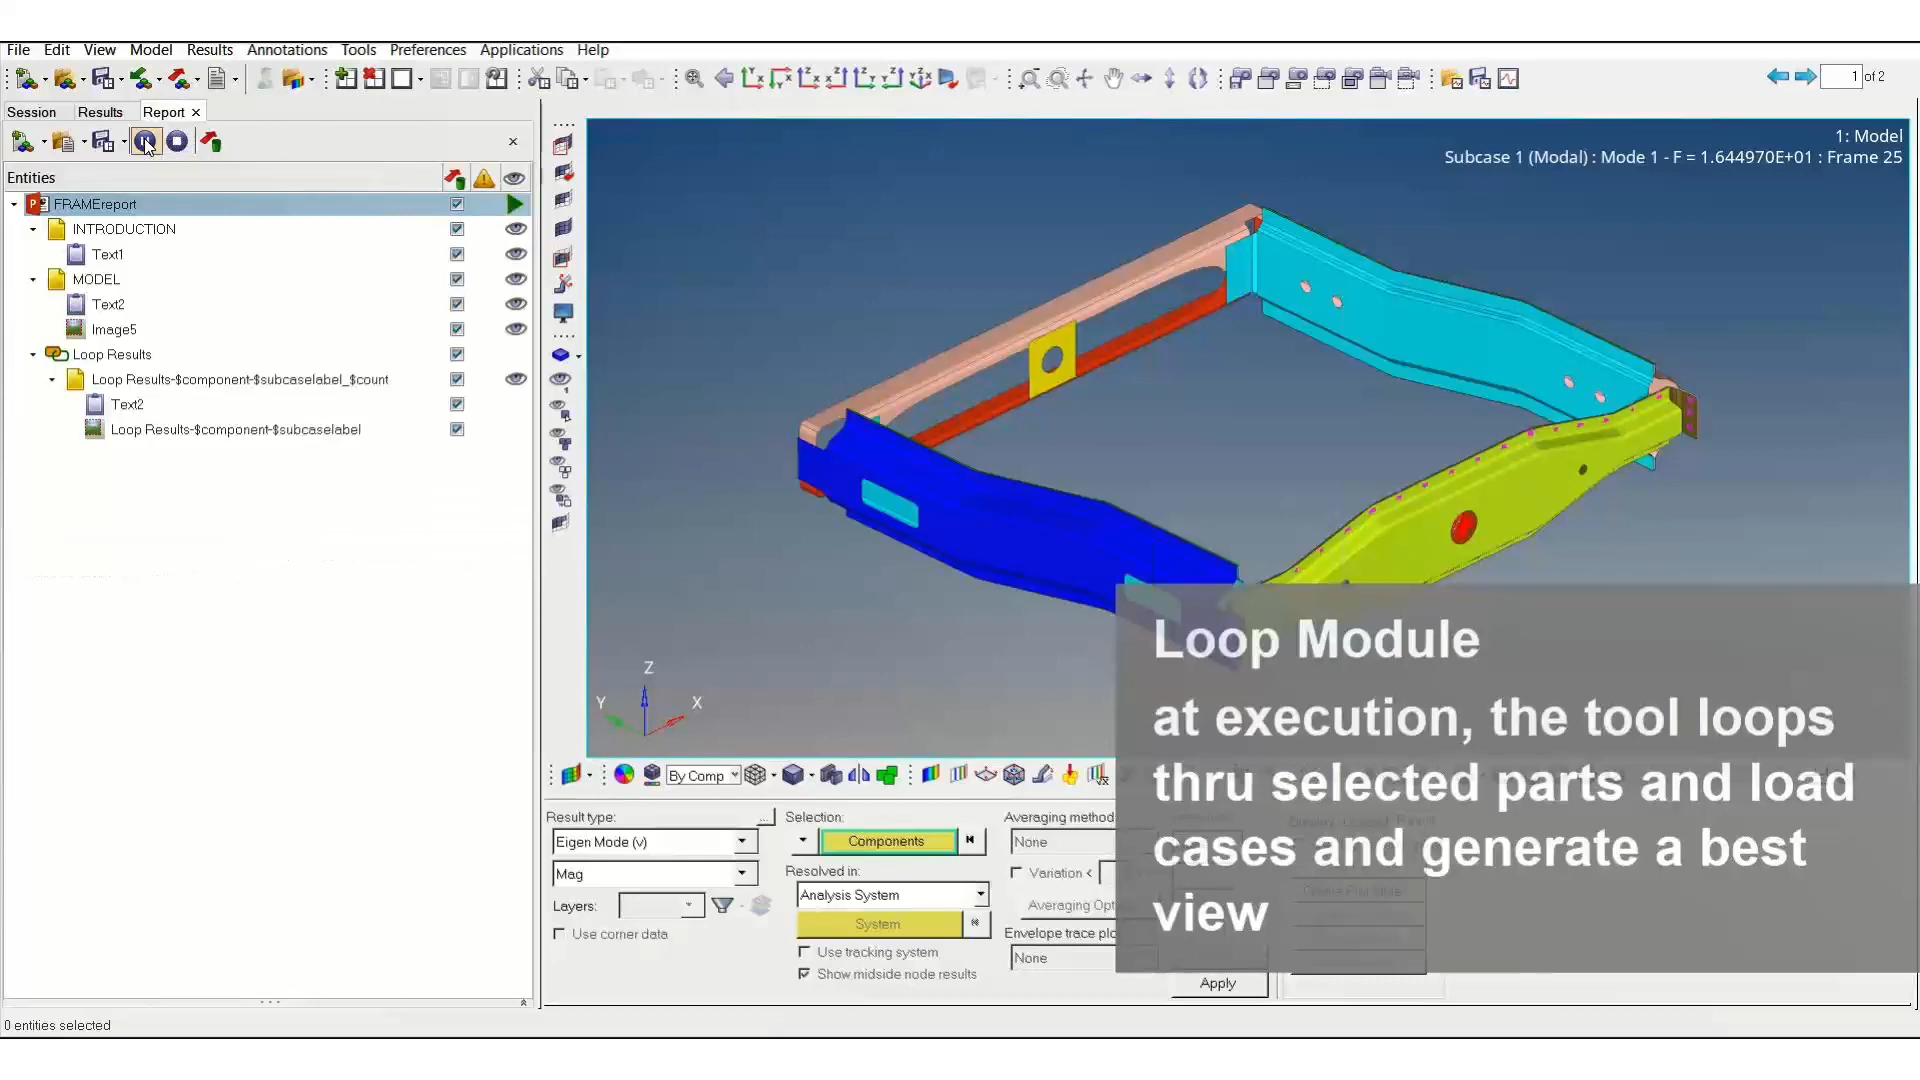 File Edit View Model Results Annotations Tools Preferences Applications Help
1 of 2
Session Results Report
Entities
FRAMEreport
INTRODUCTION
Text1
MODEL
Text2
Image5
Loop Results
Loop Results-$component-$subcaselabel_$count
Text2
Loop Results-$component-$subcaselabel
0 entities selected
1: Model
Subcase 1 (Modal) : Mode 1 - F = 1.644970E+01 : Frame 25
Z
Y
X
By Comp
Result type:
Eigen Mode (v)
Mag
Layers:
Use corner data
Selection:
Components
Resolved in:
Analysis System
System
Use tracking system
Show midside node results
Averaging method
None
Variation <
Averaging Opt
Envelope trace plo
None
Apply
Loop Module
at execution, the tool loops
thru selected parts and load
cases and generate a best
view